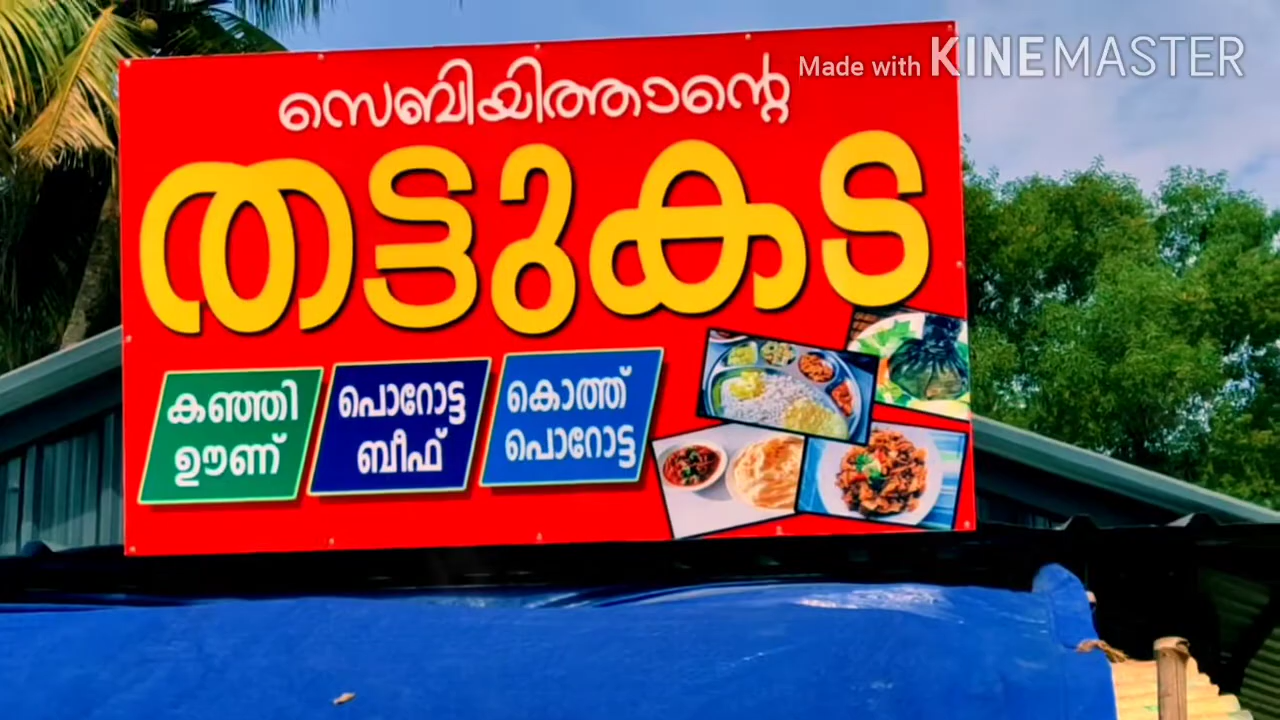 Made with KINEMASTER
സെബിയിത്താന്റെ
തട്ടുകട
കഞ്ഞി
ഊണ്
പൊറോട്ട
ബീഫ്
കൊത്ത്
പൊറോട്ട